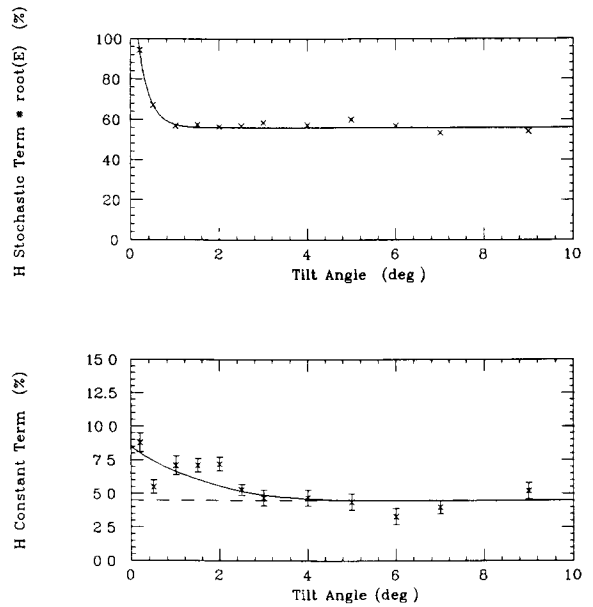 H Stochastic Term * root(E) (%)
100
80
60
40
20
0
0 2 4 6 8 10
Tilt Angle (deg)
H Constant Term (%)
15 0
12 5
10 0
7 5
5 0
2 5
0 0
0 2 4 6 8 10
Tilt Angle (deg)